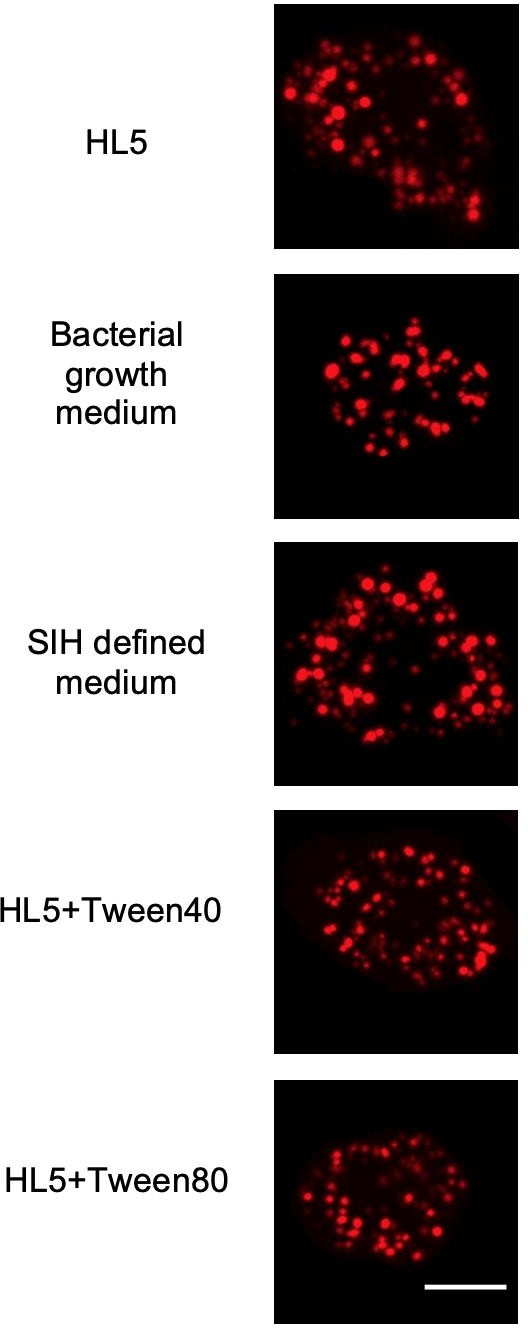 HL5
Bacterial
growth
medium
SIH defined
medium
HL5+Tween40
HL5+Tween80